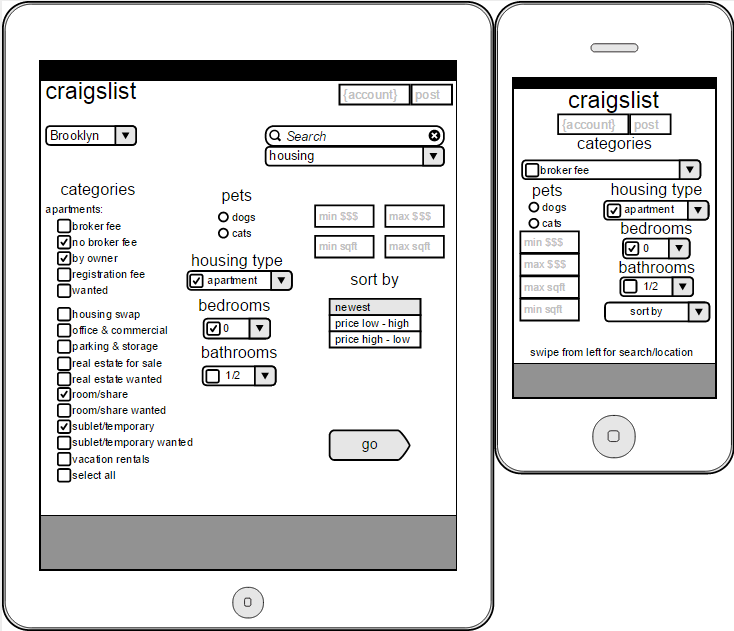 craigslist
{account} post
Brooklyn
Search
housing
categories
apartments:
broker fee
no broker fee
by owner
registration fee
wanted
housing swap
office & commercial
parking & storage
real estate for sale
real estate wanted
room/share
room/share wanted
sublet/temporary
sublet/temporary wanted
vacation rentals
select all
pets
dogs
cats
housing type
apartment
bedrooms
0
bathrooms
1/2
min $$$ max $$$
min sqft max sqft
sort by
newest
price low - high
price high - low
go
craigslist
{account} post
categories
broker fee
pets
dogs
cats
min $$$
max $$$
max sqft
min sqft
housing type
apartment
bedrooms
0
bathrooms
1/2
sort by
swipe from left for search/location